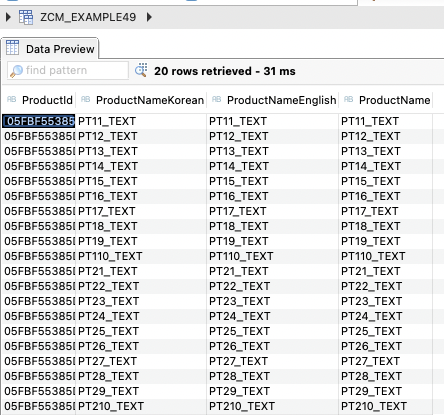 ZCM_EXAMPLE49
Data Preview
find pattern 20 rows retrieved - 31 ms
ProductId ProductNameKorean ProductNameEnglish ProductName
05FBF55385 PT11_TEXT PT11_TEXT PT11_TEXT
05FBF55385 PT12_TEXT PT12_TEXT PT12_TEXT
05FBF55385 PT13_TEXT PT13_TEXT PT13_TEXT
05FBF55385 PT14_TEXT PT14_TEXT PT14_TEXT
05FBF55385 PT15_TEXT PT15_TEXT PT15_TEXT
05FBF55385 PT16_TEXT PT16_TEXT PT16_TEXT
05FBF55385 PT17_TEXT PT17_TEXT PT17_TEXT
05FBF55385 PT18_TEXT PT18_TEXT PT18_TEXT
05FBF55385 PT19_TEXT PT19_TEXT PT19_TEXT
05FBF55385 PT110_TEXT PT110_TEXT PT110_TEXT
05FBF55385 PT21_TEXT PT21_TEXT PT21_TEXT
05FBF55385 PT22_TEXT PT22_TEXT PT22_TEXT
05FBF55385 PT23_TEXT PT23_TEXT PT23_TEXT
05FBF55385 PT24_TEXT PT24_TEXT PT24_TEXT
05FBF55385 PT25_TEXT PT25_TEXT PT25_TEXT
05FBF55385 PT26_TEXT PT26_TEXT PT26_TEXT
05FBF55385 PT27_TEXT PT27_TEXT PT27_TEXT
05FBF55385 PT28_TEXT PT28_TEXT PT28_TEXT
05FBF55385 PT29_TEXT PT29_TEXT PT29_TEXT
05FBF55385 PT210_TEXT PT210_TEXT PT210_TEXT